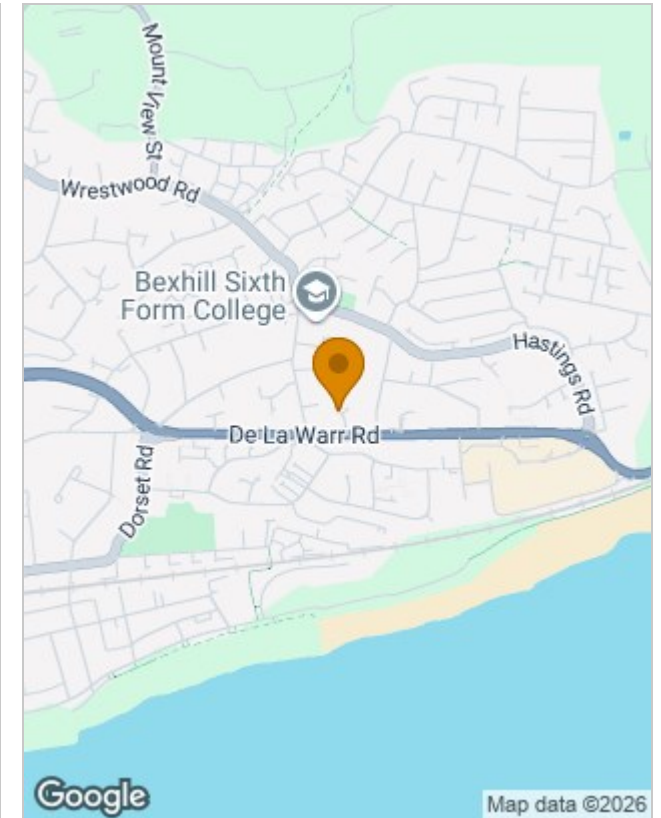 Mount View St
Wrestwood Rd
Bexhill Sixth
Form College
Hastings Rd
De La Warr Rd
Dorset Rd
Google
Map data ©2026